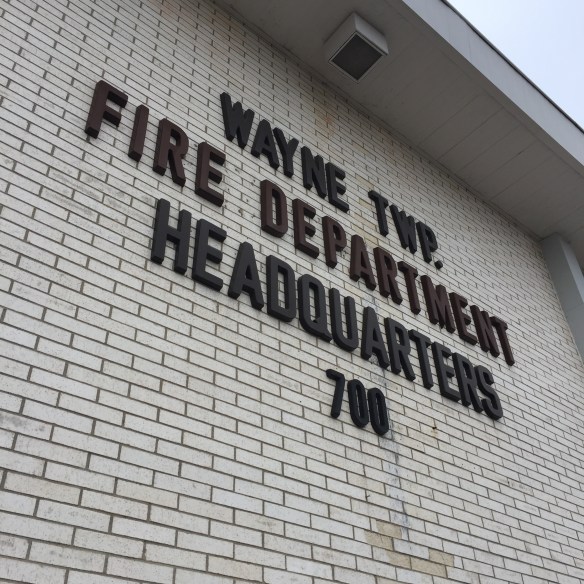 WAYNE TWP.
FIRE DEPARTMENT
HEADQUARTERS
700